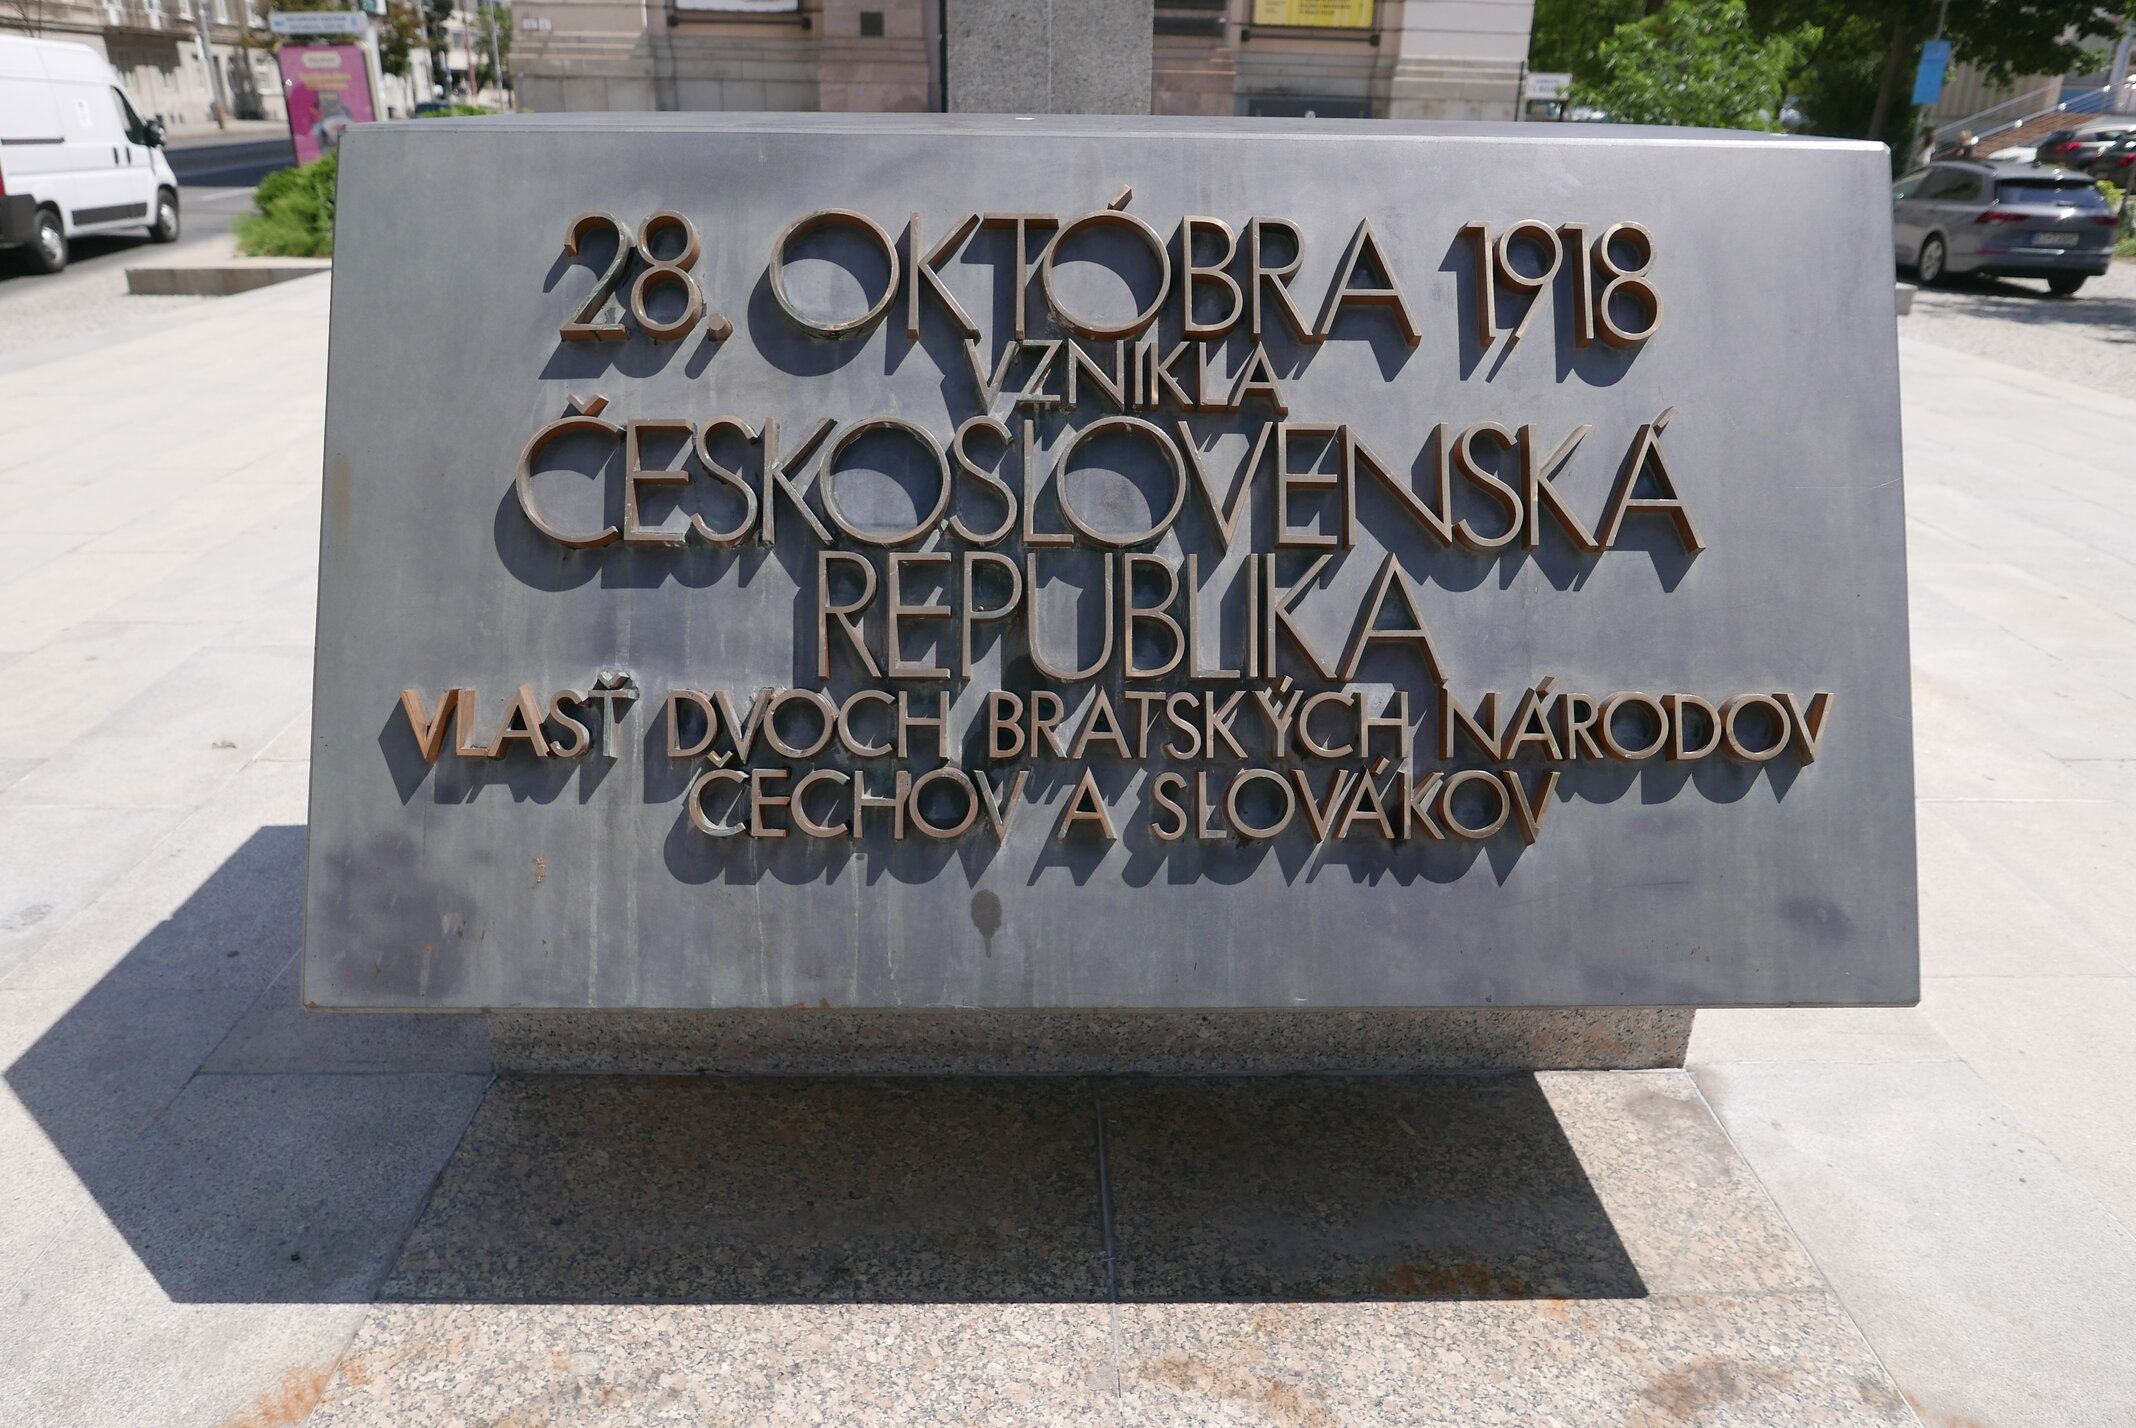 28. OKTÓBRA 1918
VZNIKLA
ČESKOSLOVENSKÁ
REPUBLIKA
VLASŤ DVOCH BRATSKÝCH NÁRODOV
ČECHOV A SLOVÁKOV